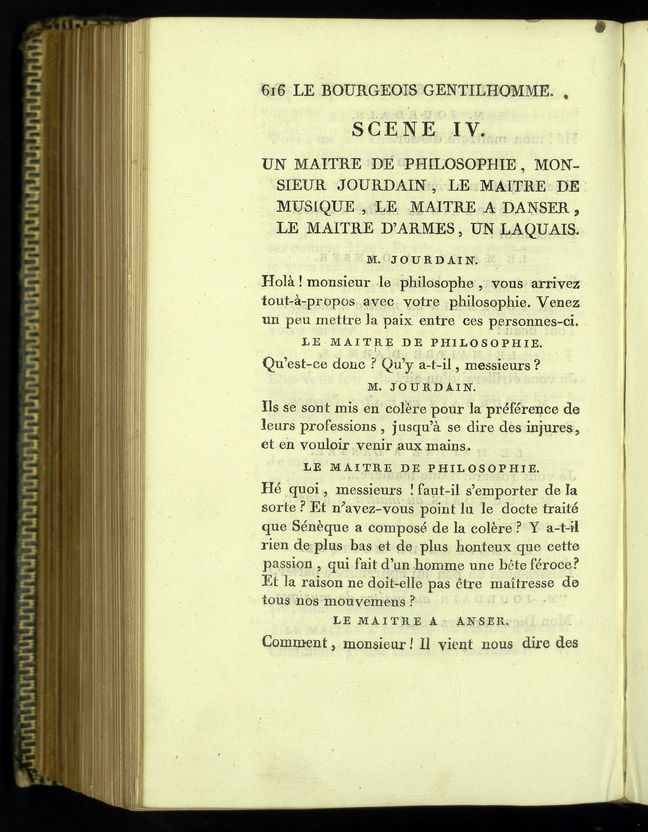 616 LE BOURGEOIS GENTILHOMME.
SCENE IV.
UN MAITRE DE PHILOSOPHIE, MON-
SIEUR JOURDAIN, LE MAITRE DE
MUSIQUE, LE MAITRE A DANSER,
LE MAITRE D'ARMES, UN LAQUAIS.
M. JOURDAIN.
Holà ! monsieur le philosophe, vous arrivez
tout-à-propos avec votre philosophie. Venez
un peu mettre la paix entre ces personnes-ci.
LE MAITRE DE PHILOSOPHIE.
Qu'est-ce donc ? Qu'y a-t-il, messieurs ?
M. JOURDAIN.
Ils se sont mis en colère pour la préférence de
leurs professions, jusqu'à se dire des injures,
et en vouloir venir aux mains.
LE MAITRE DE PHILOSOPHIE.
Hé quoi, messieurs ! faut-il s'emporter de la
sorte ? Et n'avez-vous point lu le docte traité
que Sénèque a composé de la colère ? Y a-t-il
rien de plus bas et de plus honteux que cette
passion, qui fait d'un homme une bête féroce?
Et la raison ne doit-elle pas être maîtresse de
tous nos mouvemens ?
LE MAITRE A ANSER.
Comment, monsieur ! Il vient nous dire des